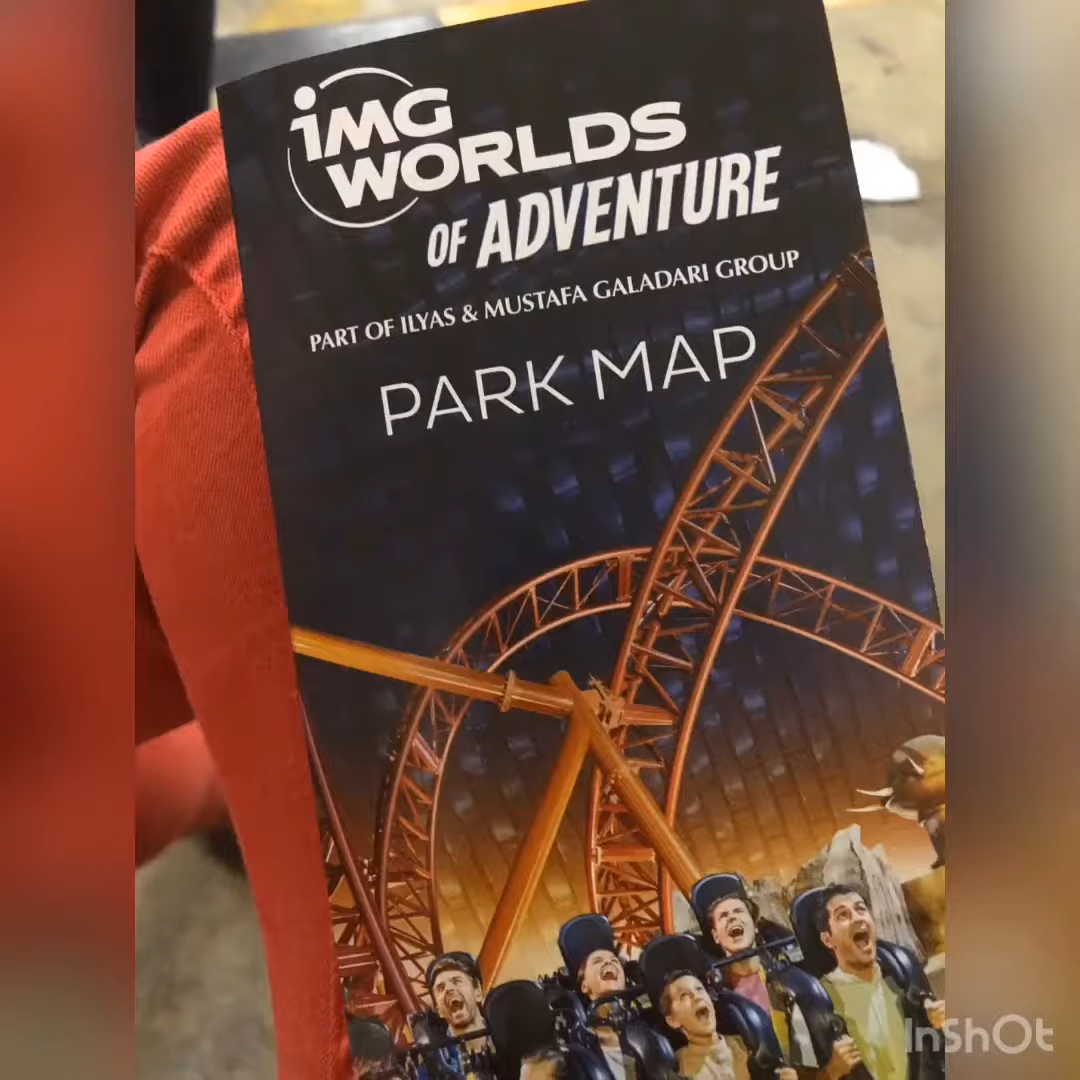 iMG
WORLDS
OF ADVENTURE
PART OF ILYAS & MUSTAFA GALADARI GROUP
PARK MAP
InShOt